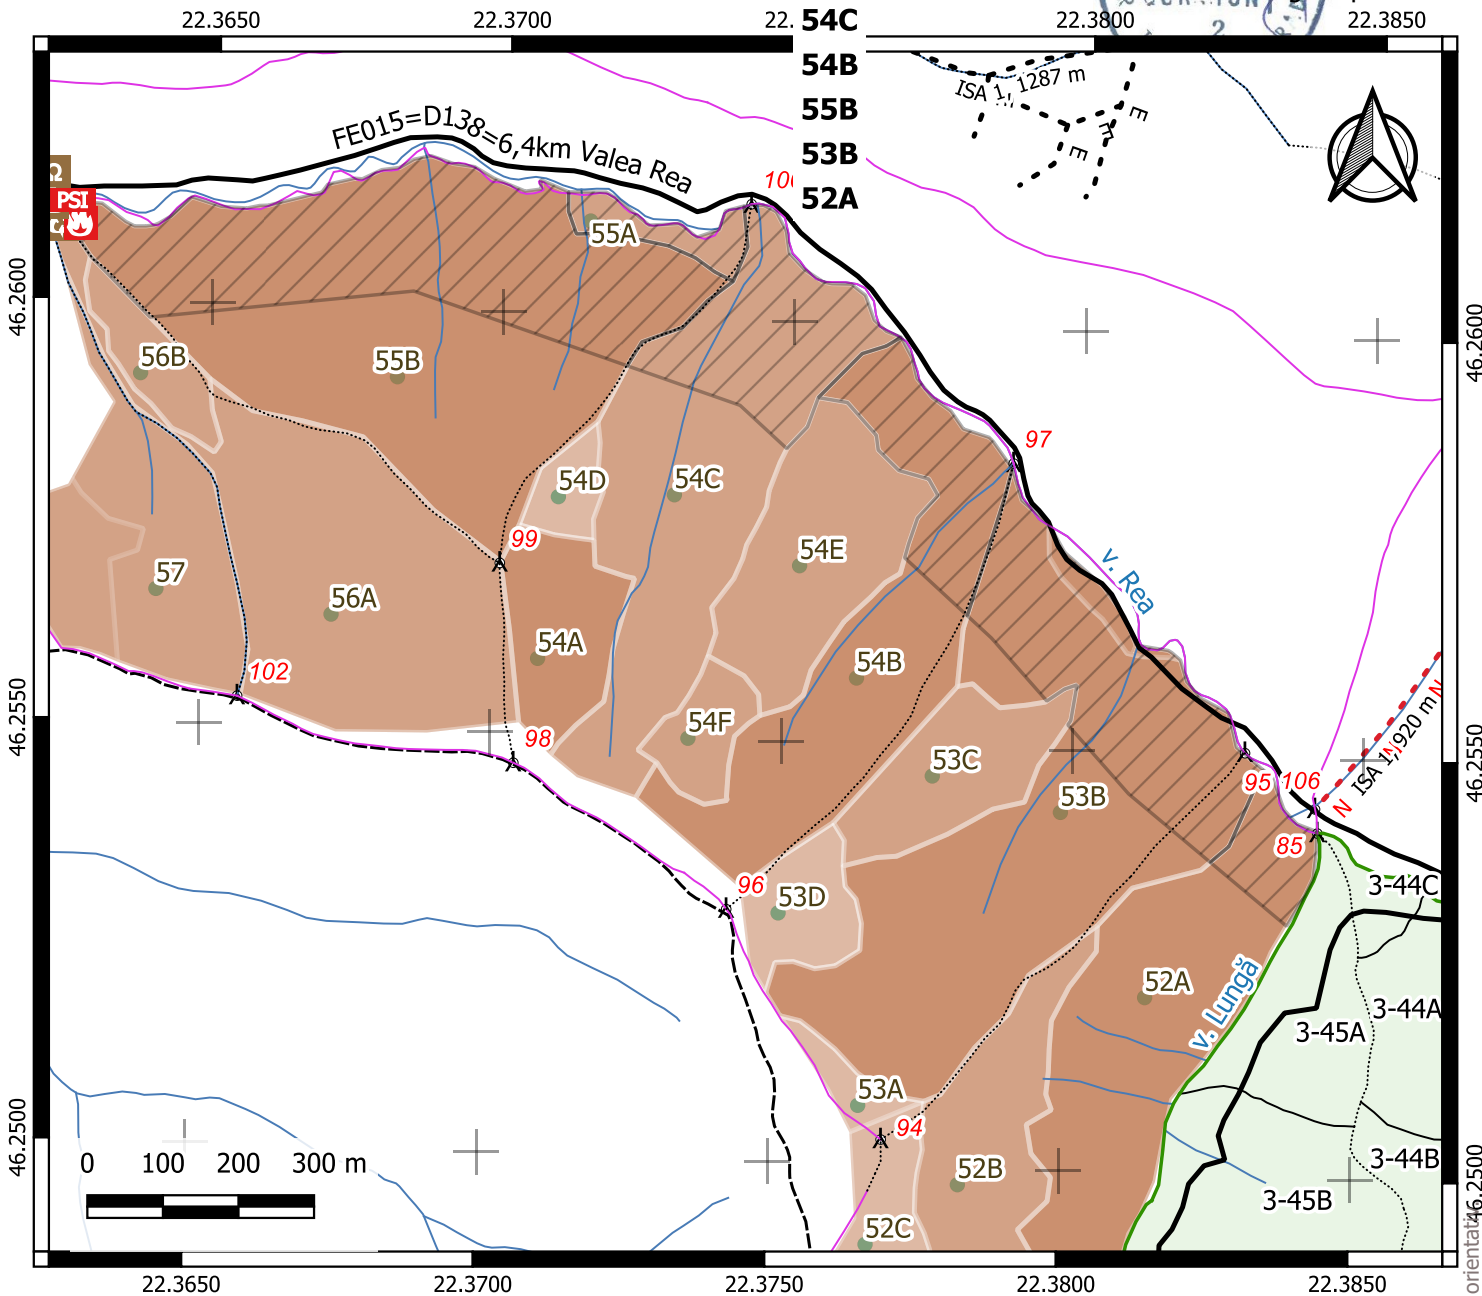 22.3650
22.3700
22.3800
22.3850
54C
54B
55B
53B
52A
2
ISA 1, 1287 m
E
E
E
FE015=D138=6,4km Valea Rea
PSI
55A
97
46.2600
46.2600
56B
55B
54D
54C
99
54E
v. Rea
57
56A
54A
54B
102
98
54F
53C
53B
95
106
85
N
N
N
ISA 1, 920 m
46.2550
46.2550
96
53D
3-44C
52A
v. Lungă
3-44A
3-45A
53A
94
52B
3-44B
3-45B
52C
46.2500
46.2500
0 100 200 300 m
22.3650
22.3700
22.3750
22.3800
22.3850